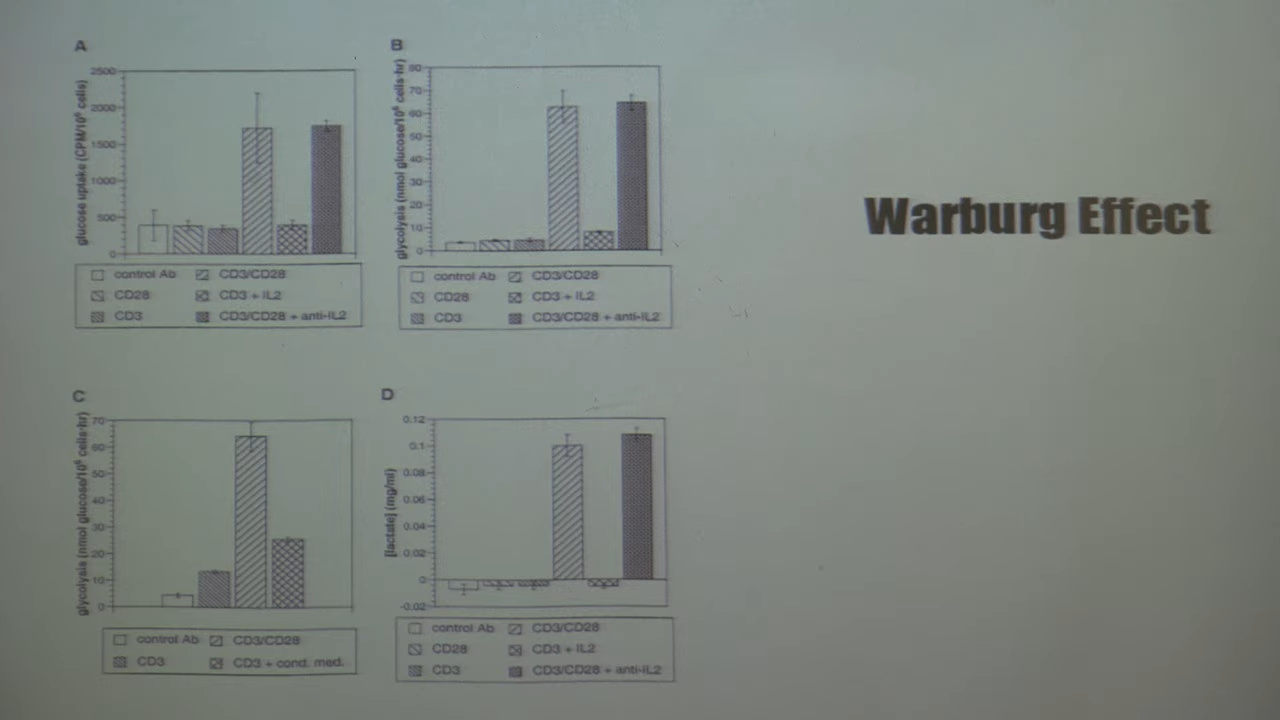 A
glucose uptake (CPM/10⁶ cells)
2500
2000
1500
1000
500
0
control Ab
CD3/CD28
CD28
CD3 + IL2
CD3
CD3/CD28 + anti-IL2
B
glycolysis (nmol glucose/10⁶ cells·hr)
80
70
60
50
40
30
20
10
0
control Ab
CD3/CD28
CD28
CD3 + IL2
CD3
CD3/CD28 + anti-IL2
Warburg Effect
C
glycolysis (nmol glucose/10⁶ cells·hr)
70
60
50
40
30
20
10
0
control Ab
CD3/CD28
CD3
CD3 + cond. med.
D
[lactate] (mg/ml)
0.12
0.1
0.08
0.06
0.04
0.02
0
-0.02
control Ab
CD3/CD28
CD28
CD3 + IL2
CD3
CD3/CD28 + anti-IL2